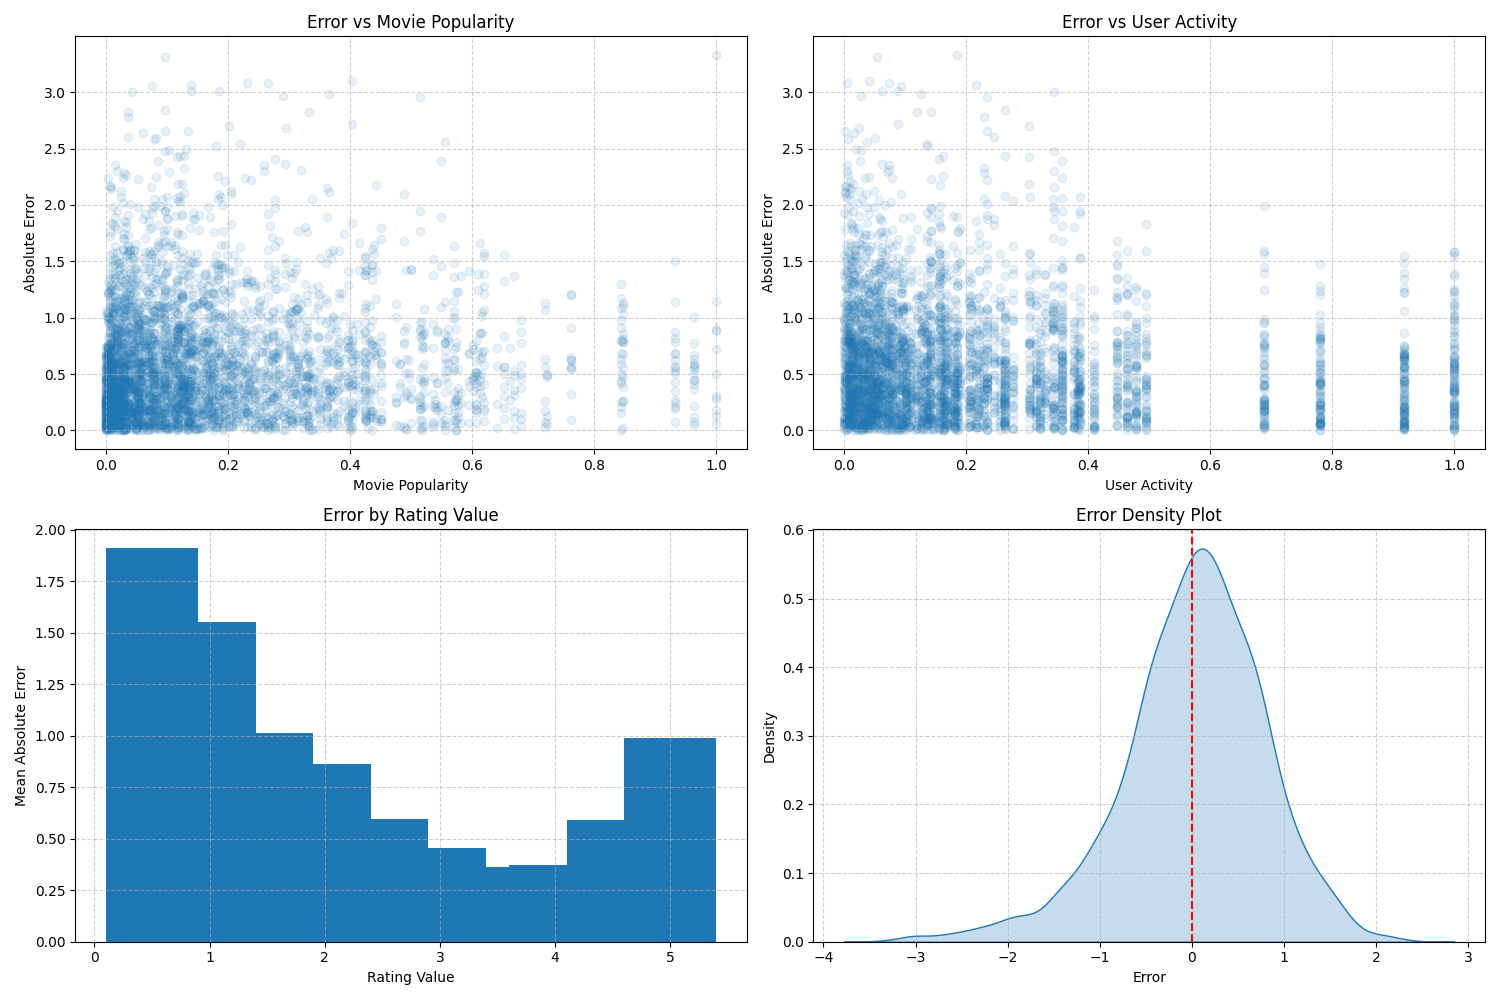 Error vs Movie Popularity
3.0
2.5
2.0
1.5
1.0
0.5
0.0
Absolute Error
0.0 0.2 0.4 0.6 0.8 1.0
Movie Popularity
Error vs User Activity
3.0
2.5
2.0
1.5
1.0
0.5
0.0
Absolute Error
0.0 0.2 0.4 0.6 0.8 1.0
User Activity
Error by Rating Value
2.00
1.75
1.50
1.25
1.00
0.75
0.50
0.25
0.00
Mean Absolute Error
0 1 2 3 4 5
Rating Value
Error Density Plot
0.6
0.5
0.4
0.3
0.2
0.1
0.0
Density
−4 −3 −2 −1 0 1 2 3
Error